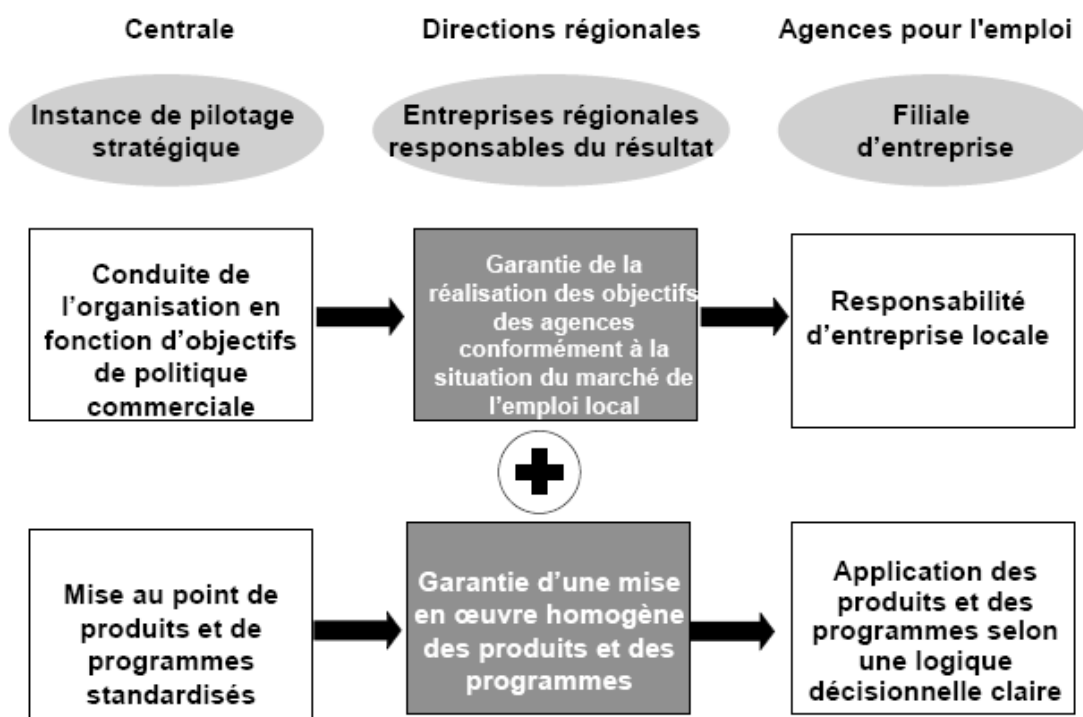 Centrale
Directions régionales
Agences pour l'emploi
Instance de pilotage
stratégique
Entreprises régionales
responsables du résultat
Filiale
d’entreprise
Conduite de
l’organisation en
fonction d’objectifs
de politique
commerciale
Garantie de la
réalisation des objectifs
des agences
conformément à la
situation du marché de
l’emploi local
Responsabilité
d’entreprise locale
Mise au point de
produits et de
programmes
standardisés
Garantie d’une mise
en œuvre homogène
des produits et des
programmes
Application des
produits et des
programmes selon
une logique
décisionnelle claire